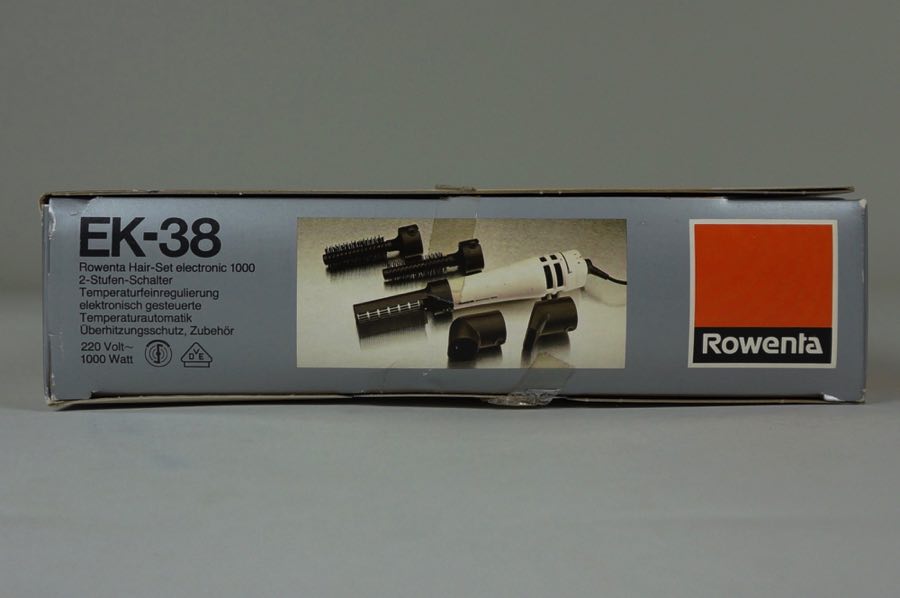 EK-38
Rowenta Hair-Set electronic 1000
2-Stufen-Schalter
Temperaturfeinregulierung
elektronisch gesteuerte
Temperaturautomatik
Überhitzungsschutz, Zubehör
220 Volt~
1000 Watt
DVE
Rowenta